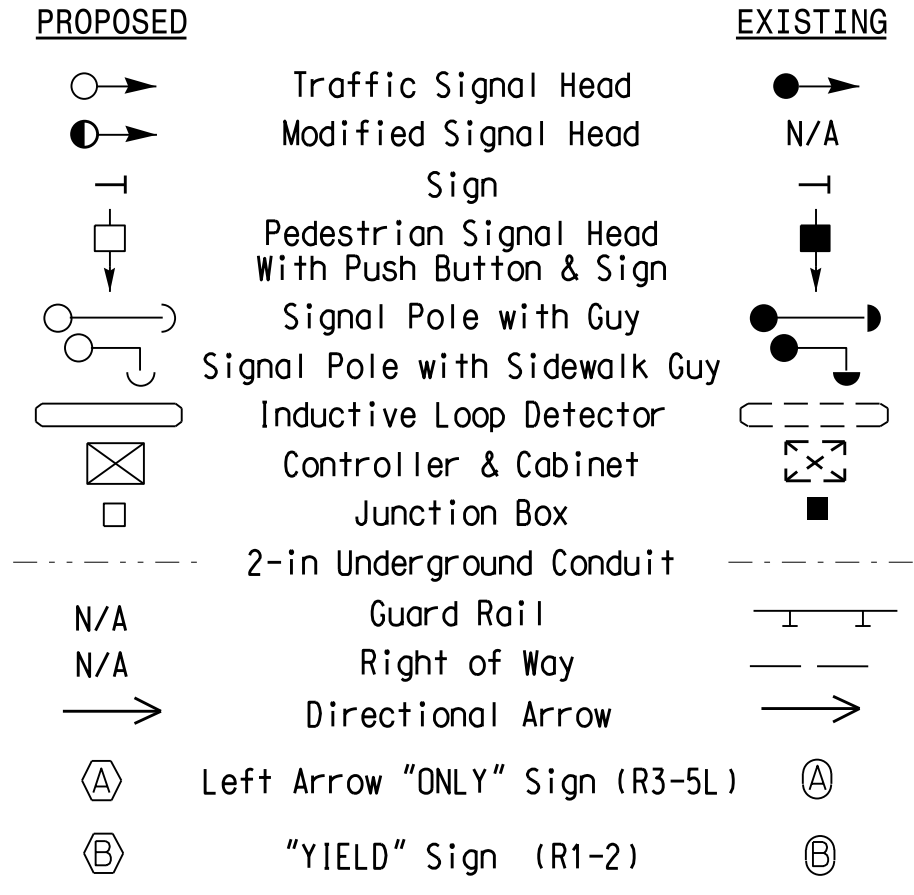 PROPOSED EXISTING
Traffic Signal Head
Modified Signal Head N/A
Sign
Pedestrian Signal Head
With Push Button & Sign
Signal Pole with Guy
Signal Pole with Sidewalk Guy
Inductive Loop Detector
Controller & Cabinet
Junction Box
2-in Underground Conduit
N/A Guard Rail
N/A Right of Way
Directional Arrow
A Left Arrow "ONLY" Sign (R3-5L) A
B "YIELD" Sign (R1-2) B